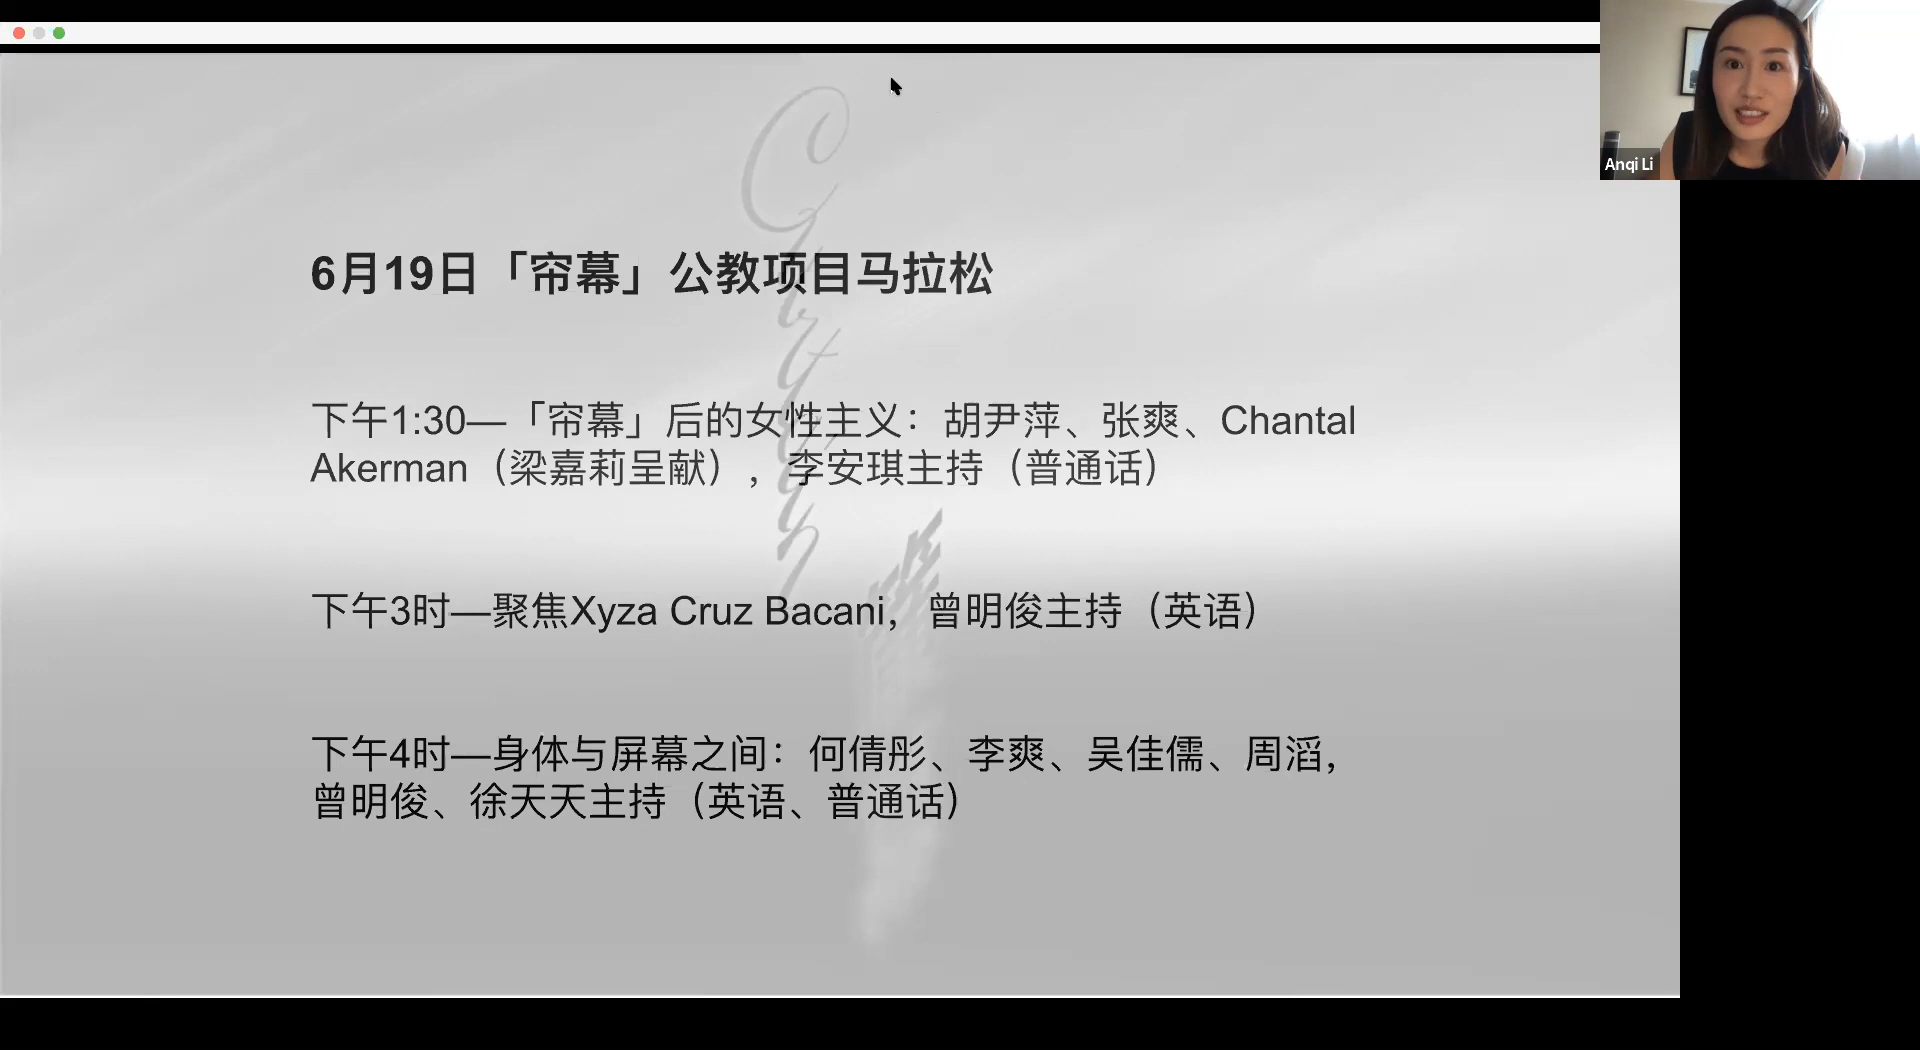 Anqi Li
Curtain
6月19日「帘幕」公教项目马拉松
下午1:30—「帘幕」后的女性主义：胡尹萍、张爽、Chantal
Akerman（梁嘉莉呈献），李安琪主持（普通话）
下午3时—聚焦Xyza Cruz Bacani，曾明俊主持（英语）
下午4时—身体与屏幕之间：何倩彤、李爽、吴佳儒、周滔，
曾明俊、徐天天主持（英语、普通话）